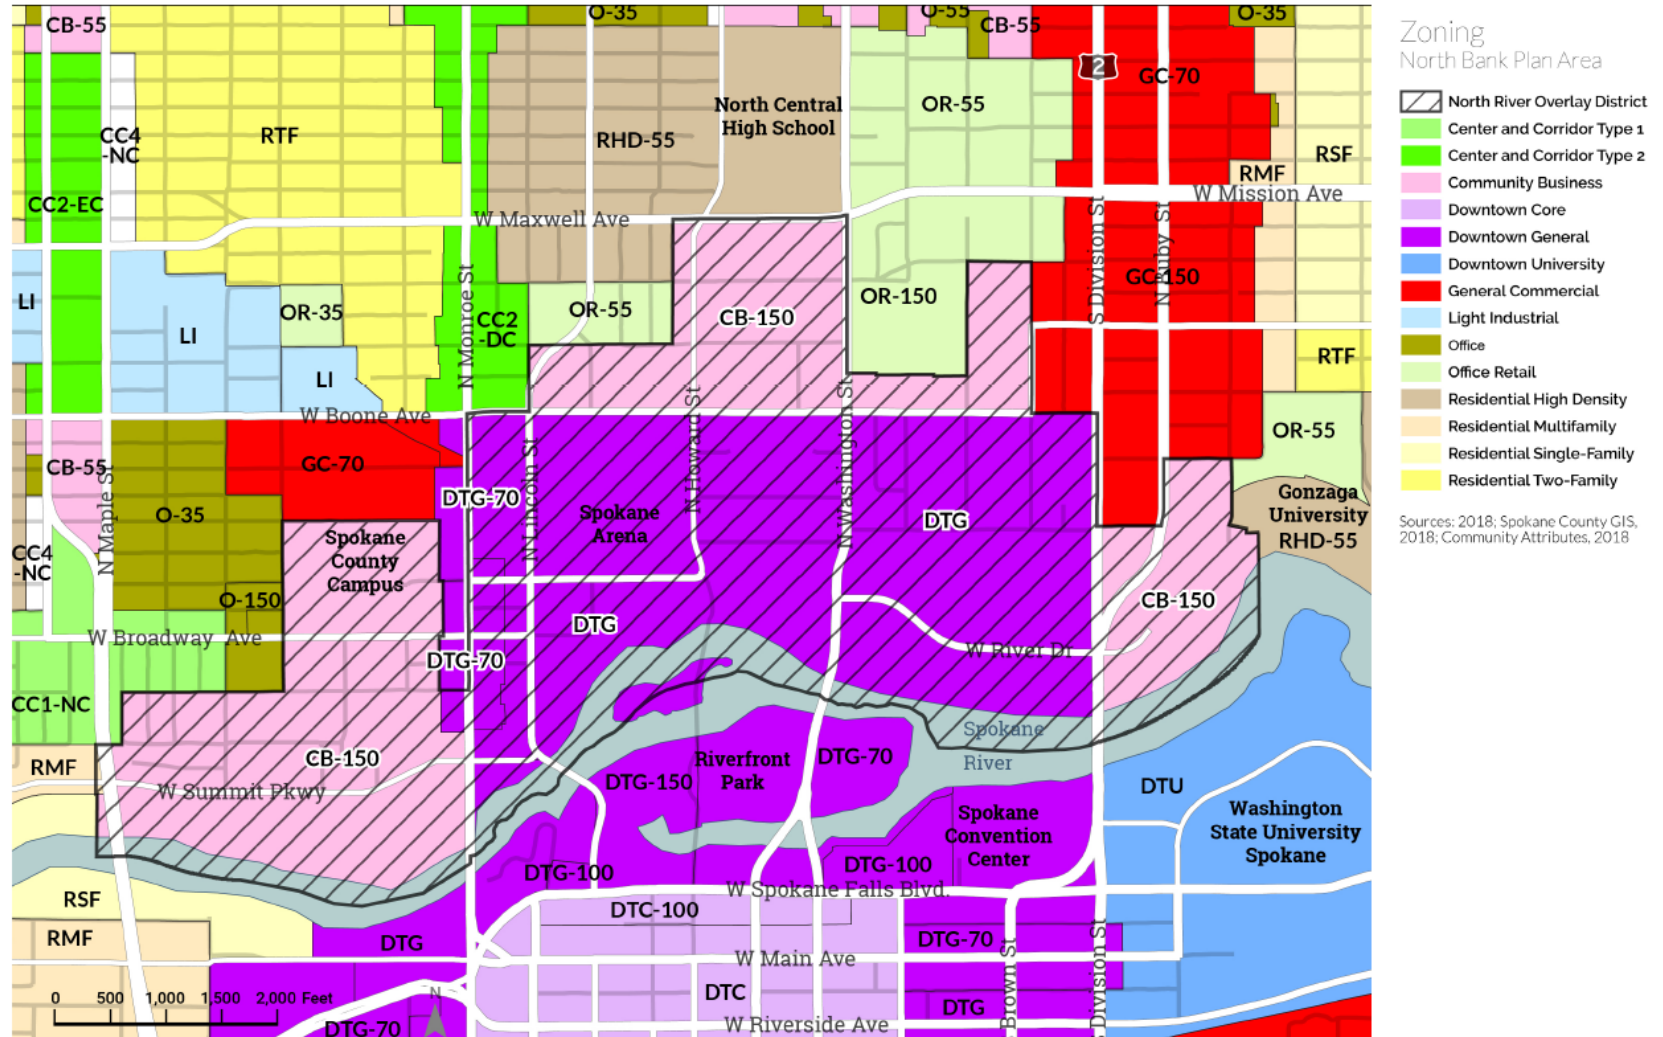 Zoning
North Bank Plan Area
North River Overlay District
Center and Corridor Type 1
Center and Corridor Type 2
Community Business
Downtown Core
Downtown General
Downtown University
General Commercial
Light Industrial
Office
Office Retail
Residential High Density
Residential Multifamily
Residential Single-Family
Residential Two-Family
Sources: 2018; Spokane County GIS,
2018; Community Attributes, 2018
CB-55
O-35
O-55
CB-55
O-35
2
GC-70
CC4
-NC
RTF
RHD-55
North Central
High School
OR-55
RSF
RMF
CC2-EC
W Maxwell Ave
W Mission Ave
S Division St
N Ruby St
GC-150
LI
LI
OR-35
N Monroe St
CC2
-DC
OR-55
CB-150
OR-150
LI
RTF
W Boone Ave
N Howard St
N Washington St
OR-55
CB-55
GC-70
N Maple St
DTG-70
N Lincoln St
Spokane
Arena
DTG
Gonzaga
University
RHD-55
O-35
Spokane
County
Campus
CC4
-NC
O-150
DTG
CB-150
W Broadway Ave
DTG-70
W River Dr
CC1-NC
Spokane
River
RMF
CB-150
W Summit Pkwy
DTG-150
Riverfront
Park
DTG-70
DTU
Washington
State University
Spokane
Spokane
Convention
Center
DTG-100
DTG-100
W Spokane Falls Blvd.
RSF
DTC-100
RMF
DTG
DTG-70
W Main Ave
Brown St
Division St
0 500 1,000 1,500 2,000 Feet
N
DTC
DTG
DTG-70
W Riverside Ave